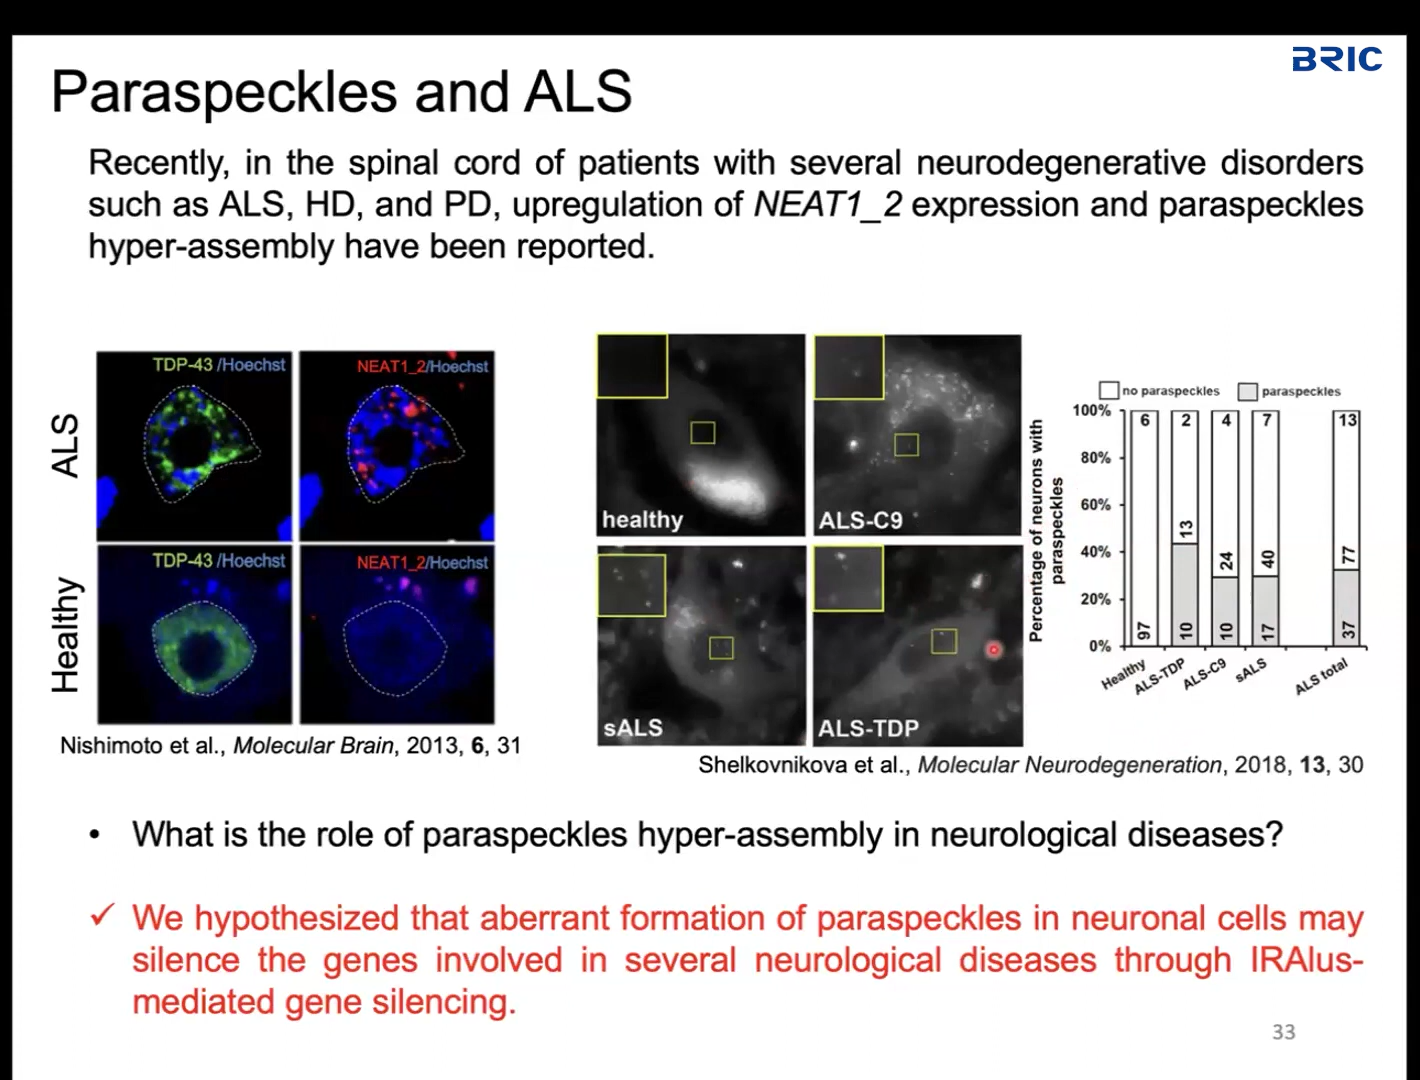 BRIC
Paraspeckles and ALS
Recently, in the spinal cord of patients with several neurodegenerative disorders
such as ALS, HD, and PD, upregulation of NEAT1_2 expression and paraspeckles
hyper-assembly have been reported.
ALS
TDP-43 /Hoechst
NEAT1_2/Hoechst
Healthy
TDP-43 /Hoechst
NEAT1_2/Hoechst
Nishimoto et al., Molecular Brain, 2013, 6, 31
healthy
ALS-C9
sALS
ALS-TDP
no paraspeckles
paraspeckles
Percentage of neurons with
paraspeckles
100%
80%
60%
40%
20%
0%
6
2
4
7
13
13
24
40
77
97
10
10
17
37
Healthy
ALS-TDP
ALS-C9
sALS
ALS total
Shelkovnikova et al., Molecular Neurodegeneration, 2018, 13, 30
• What is the role of paraspeckles hyper-assembly in neurological diseases?
✓ We hypothesized that aberrant formation of paraspeckles in neuronal cells may
silence the genes involved in several neurological diseases through IRAlus-
mediated gene silencing.
33